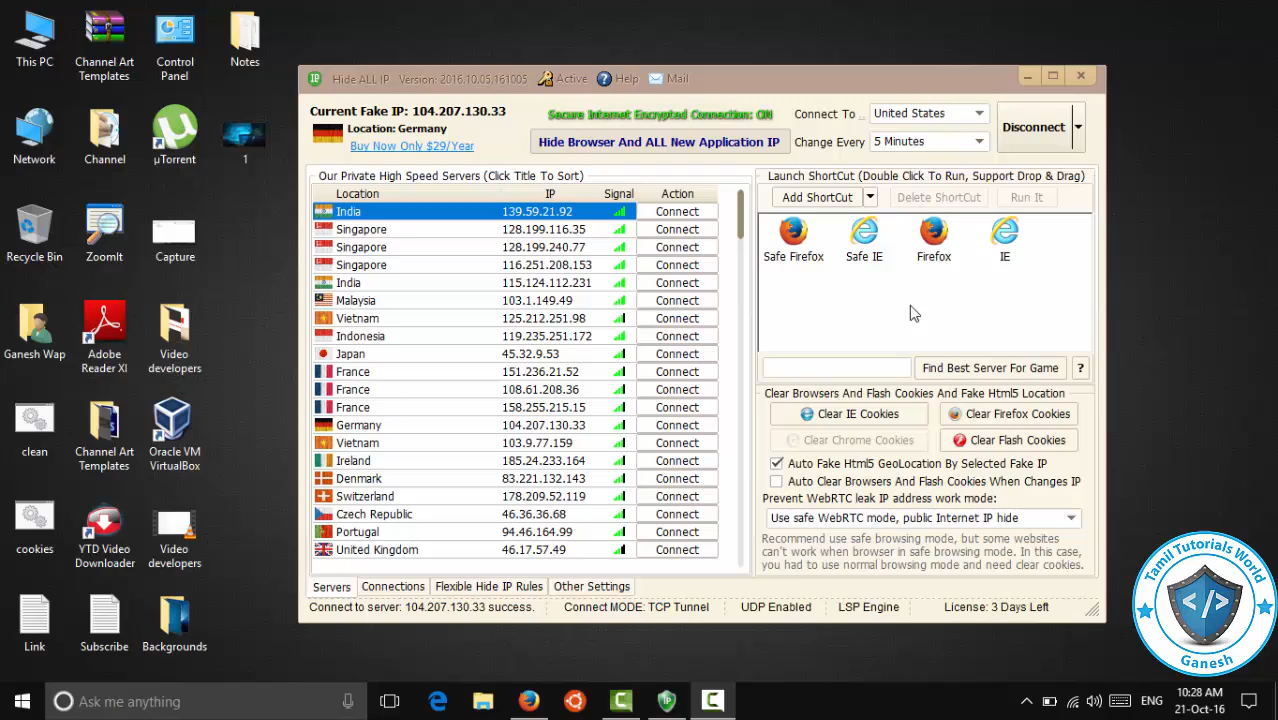 This PC
Channel Art
Templates
Control
Panel
Notes
Network
Channel
µTorrent
1
Recycle Bin
ZoomIt
Capture
Ganesh Wap
Adobe
Reader XI
Video
developers
clean
Channel Art
Templates
Oracle VM
VirtualBox
cookies
YTD Video
Downloader
Video
developers
Link
Subscribe
Backgrounds
IP Hide ALL IP Version: 2016.10.05.161005 Active Help Mail
Current Fake IP: 104.207.130.33
Location: Germany
Buy Now Only $29/Year
Secure Internet Encrypted Connection: ON
Hide Browser And ALL New Application IP
Connect To .. United States
Change Every 5 Minutes
Disconnect
Our Private High Speed Servers (Click Title To Sort)
Location IP Signal Action
India 139.59.21.92 Connect
Singapore 128.199.116.35 Connect
Singapore 128.199.240.77 Connect
Singapore 116.251.208.153 Connect
India 115.124.112.231 Connect
Malaysia 103.1.149.49 Connect
Vietnam 125.212.251.98 Connect
Indonesia 119.235.251.172 Connect
Japan 45.32.9.53 Connect
France 151.236.21.52 Connect
France 108.61.208.36 Connect
France 158.255.215.15 Connect
Germany 104.207.130.33 Connect
Vietnam 103.9.77.159 Connect
Ireland 185.24.233.164 Connect
Denmark 83.221.132.143 Connect
Switzerland 178.209.52.119 Connect
Czech Republic 46.36.36.68 Connect
Portugal 94.46.164.99 Connect
United Kingdom 46.17.57.49 Connect
Launch ShortCut (Double Click To Run, Support Drop & Drag)
Add ShortCut Delete ShortCut Run It
Safe Firefox Safe IE Firefox IE
Find Best Server For Game ?
Clear Browsers And Flash Cookies And Fake Html5 Location
Clear IE Cookies Clear Firefox Cookies
Clear Chrome Cookies Clear Flash Cookies
Auto Fake Html5 GeoLocation By Selected Fake IP
Auto Clear Browsers And Flash Cookies When Changes IP
Prevent WebRTC leak IP address work mode:
Use safe WebRTC mode, public Internet IP hide
Recommend use safe browsing mode, but some websites
can't work when browser in safe browsing mode. In this case,
you had to use normal browsing mode and need clear cookies.
Servers Connections Flexible Hide IP Rules Other Settings
Connect to server: 104.207.130.33 success. Connect MODE: TCP Tunnel UDP Enabled LSP Engine License: 3 Days Left
Tamil Tutorials World
</>
Ganesh
Ask me anything
ENG
10:28 AM
21-Oct-16